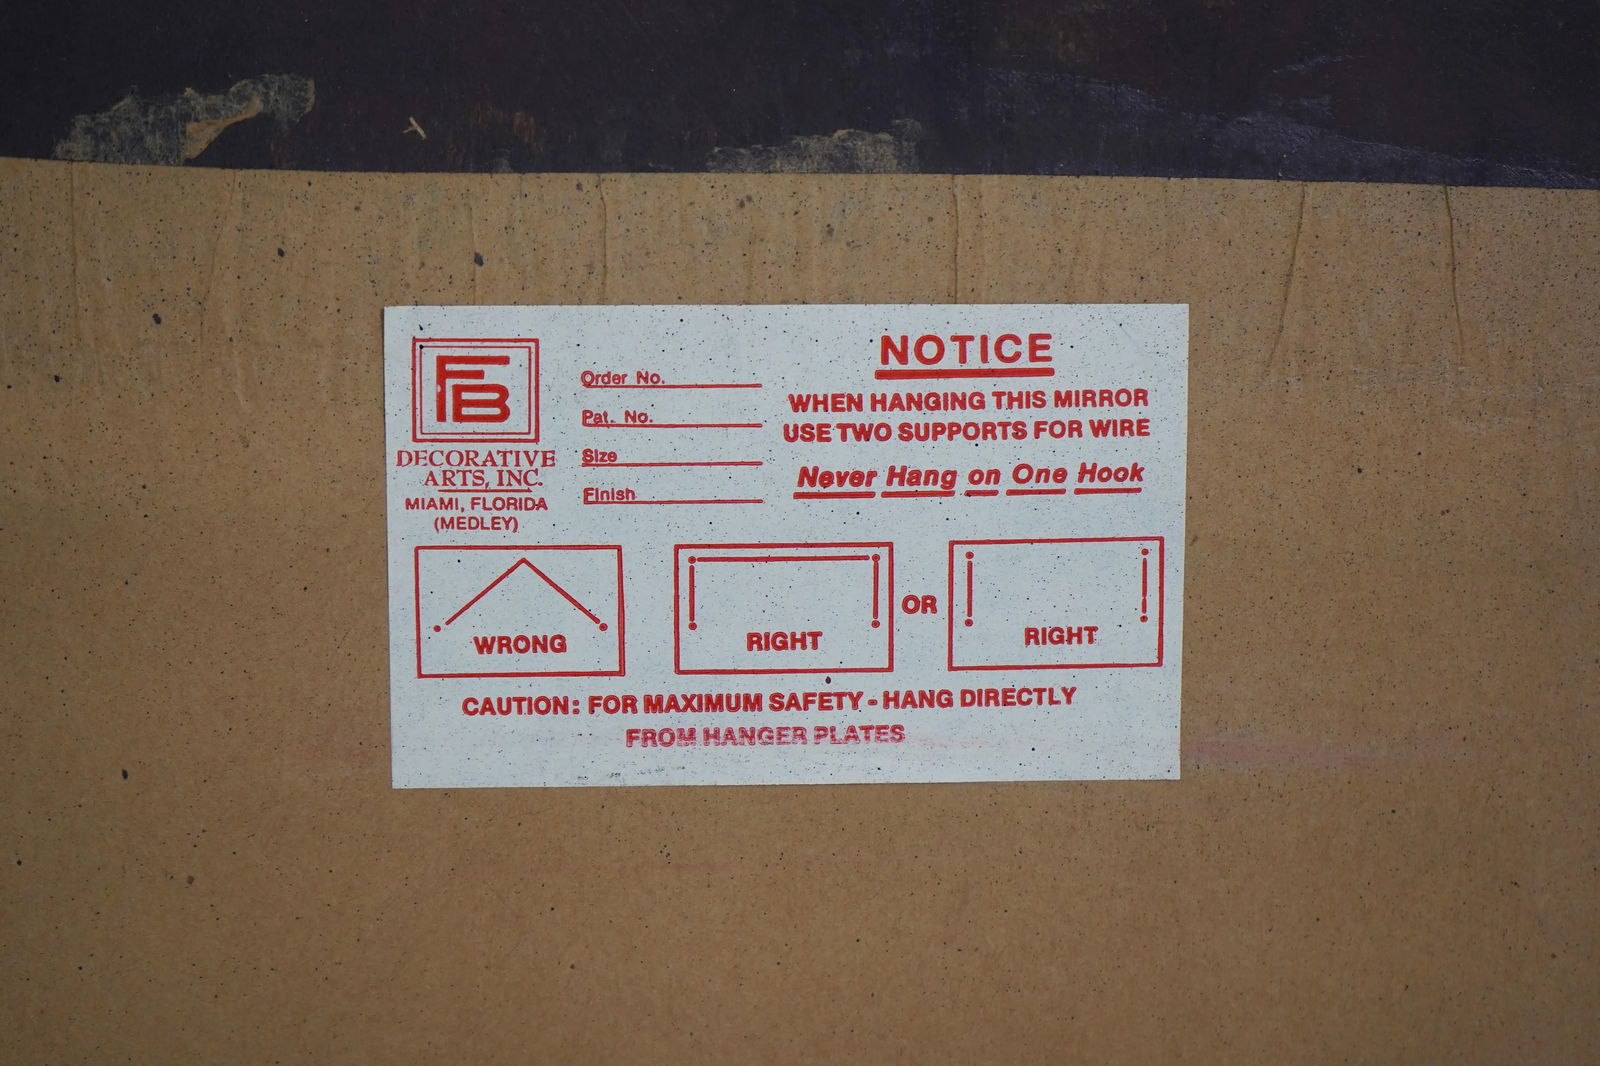 FB
DECORATIVE
ARTS, INC.
MIAMI, FLORIDA
(MEDLEY)
Order No.
Pat. No.
Size
Finish
NOTICE
WHEN HANGING THIS MIRROR
USE TWO SUPPORTS FOR WIRE
Never Hang on One Hook
WRONG
RIGHT
OR
RIGHT
CAUTION: FOR MAXIMUM SAFETY - HANG DIRECTLY
FROM HANGER PLATES